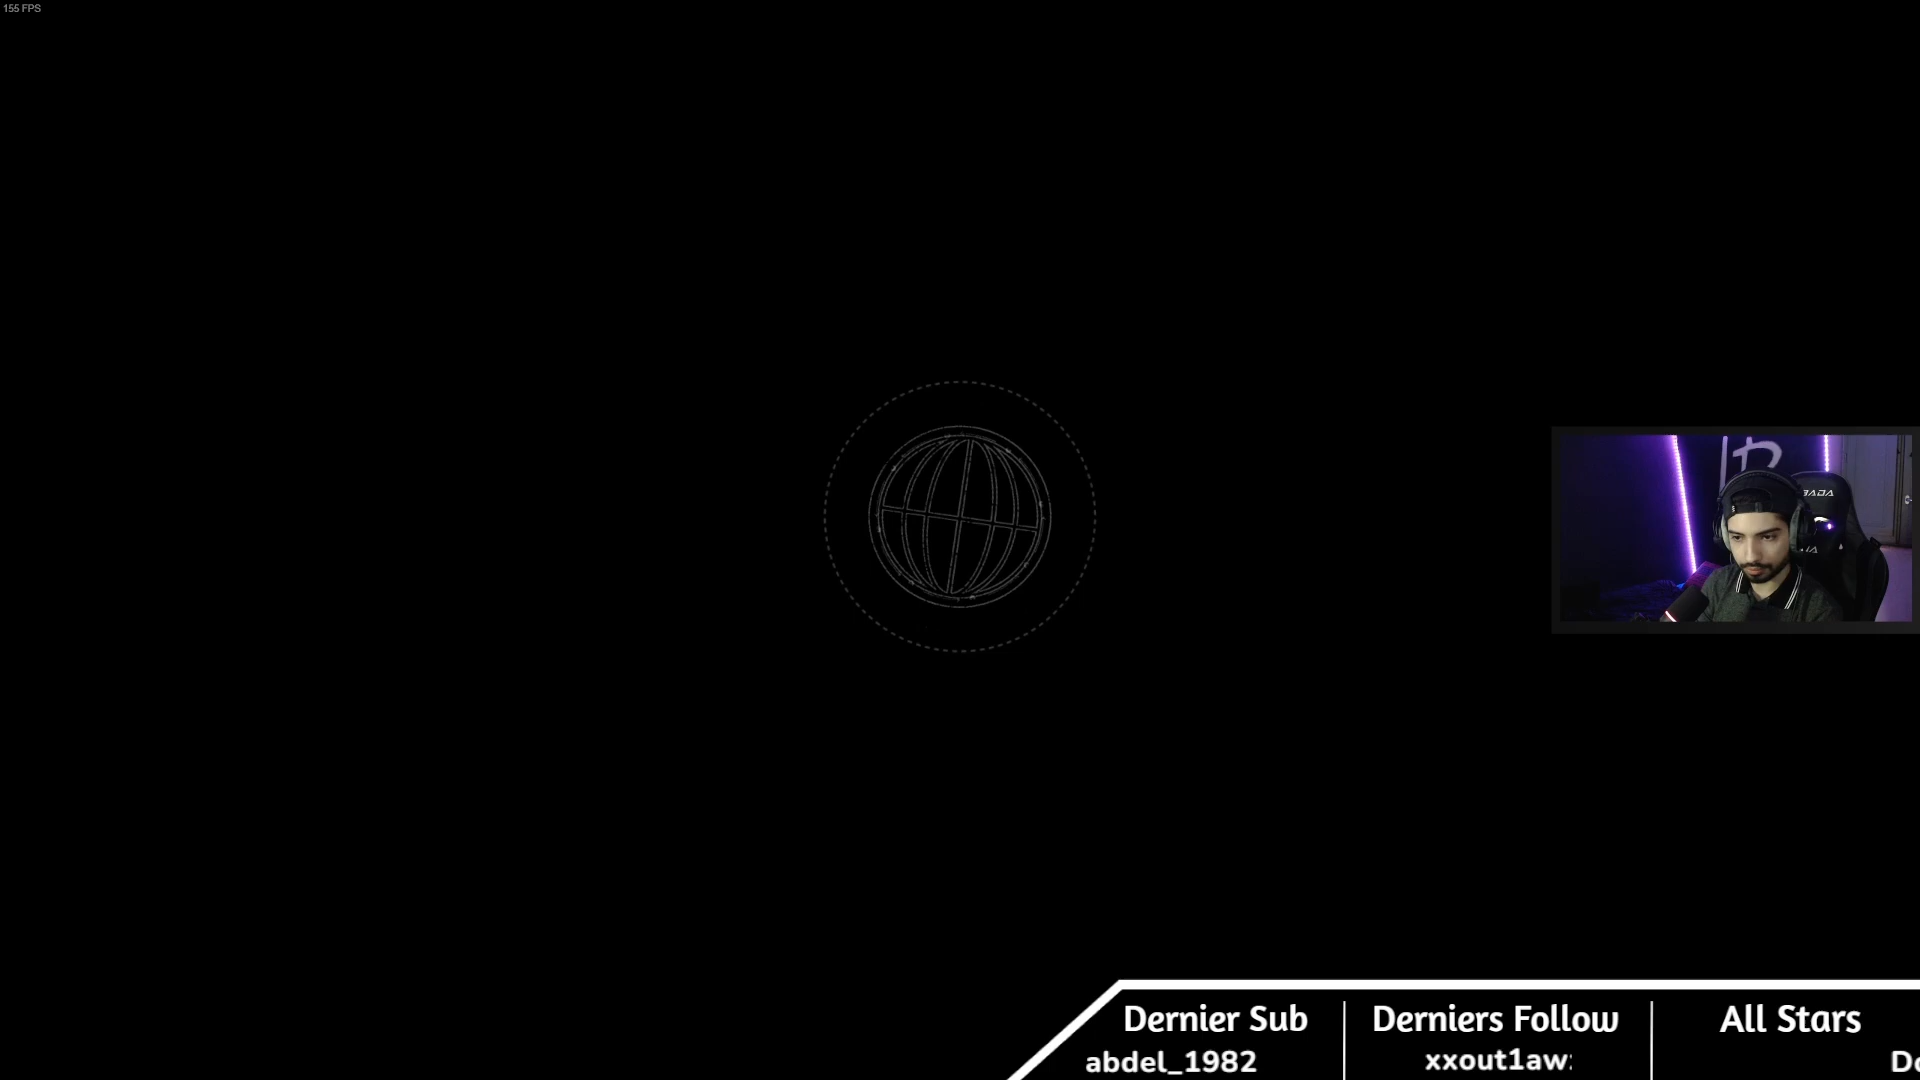 155 FPS
Dernier Sub
Derniers Follow
All Stars
abdel_1982
xxout1aw